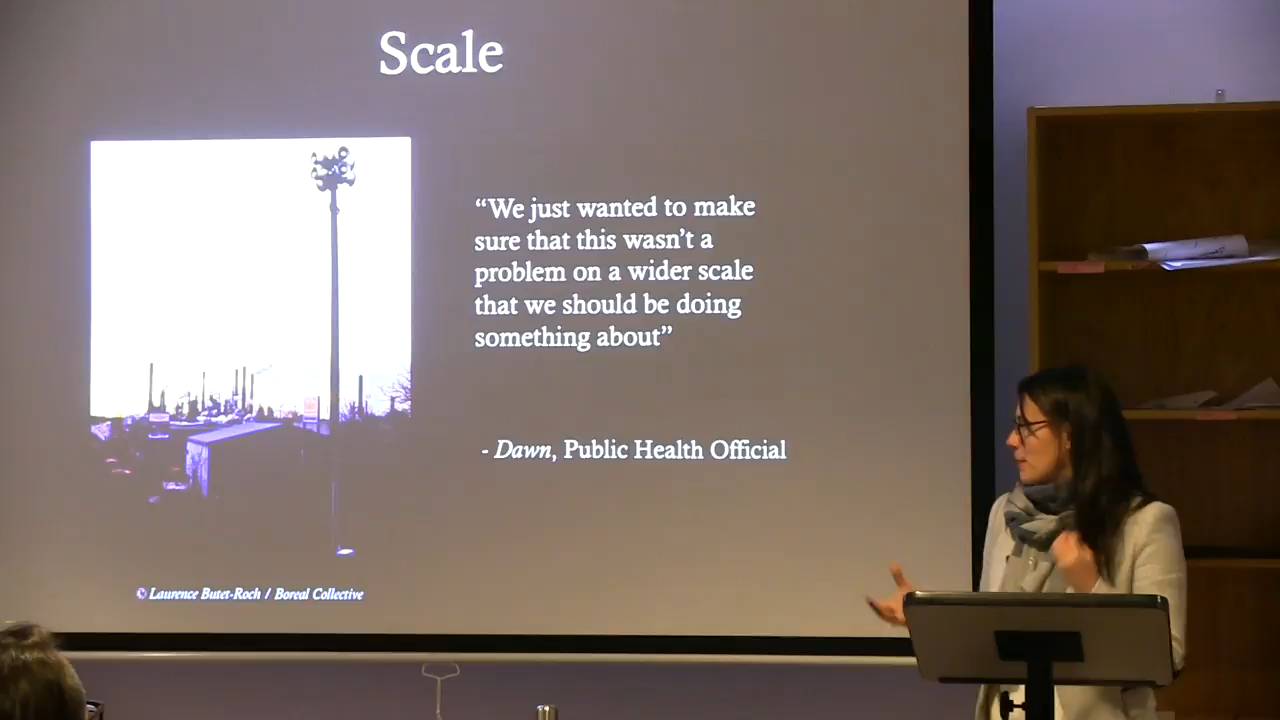 Scale
“We just wanted to make
sure that this wasn’t a
problem on a wider scale
that we should be doing
something about”
- Dawn, Public Health Official
© Laurence Butet-Roch / Boreal Collective